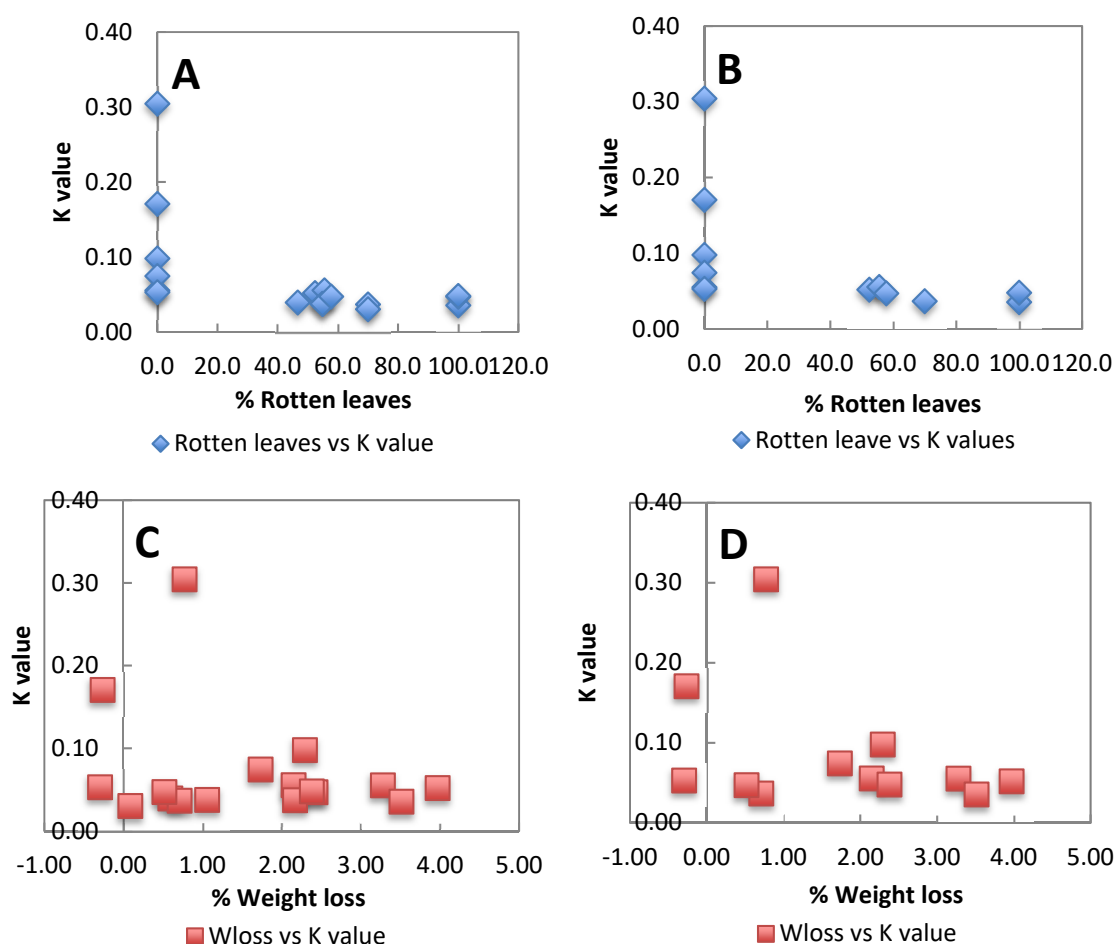 A
0.40
0.30
0.20
0.10
0.00
K value
0.0 20.0 40.0 60.0 80.0 100.0 120.0
% Rotten leaves
Rotten leaves vs K value
B
0.40
0.30
0.20
0.10
0.00
K value
0.0 20.0 40.0 60.0 80.0 100.0 120.0
% Rotten leaves
Rotten leave vs K values
C
0.40
0.30
0.20
0.10
0.00
K value
-1.00 0.00 1.00 2.00 3.00 4.00 5.00
% Weight loss
Wloss vs K value
D
0.40
0.30
0.20
0.10
0.00
K value
-1.00 0.00 1.00 2.00 3.00 4.00 5.00
% Weight loss
Wloss vs K value